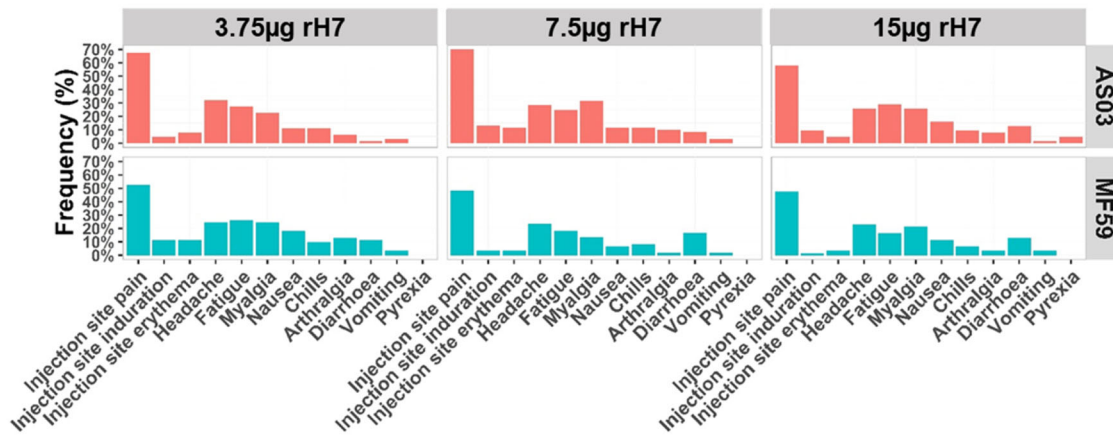 3.75µg rH7
7.5µg rH7
15µg rH7
Frequency (%)
70%
60%
50%
40%
30%
20%
10%
0%
AS03
70%
60%
50%
40%
30%
20%
10%
0%
MF59
Injection site pain
Injection site induration
Injection site erythema
Headache
Fatigue
Myalgia
Nausea
Chills
Arthralgia
Diarrhoea
Vomiting
Pyrexia
Injection site pain
Injection site induration
Injection site erythema
Headache
Fatigue
Myalgia
Nausea
Chills
Arthralgia
Diarrhoea
Vomiting
Pyrexia
Injection site pain
Injection site induration
Injection site erythema
Headache
Fatigue
Myalgia
Nausea
Chills
Arthralgia
Diarrhoea
Vomiting
Pyrexia